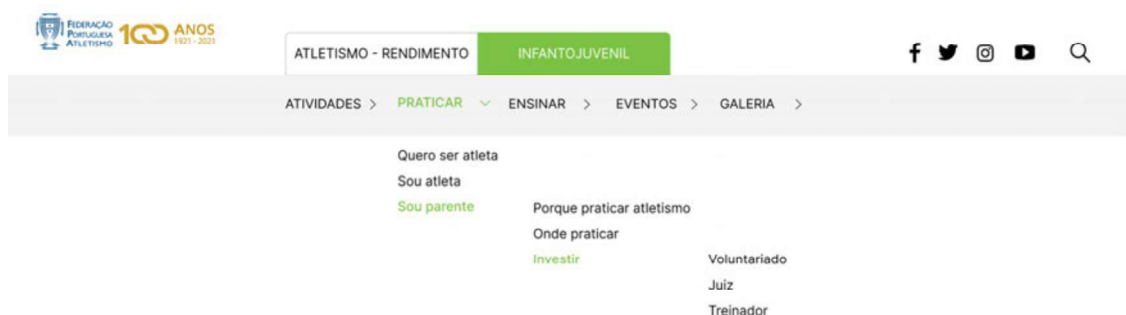 FEDERAÇÃO
PORTUGUESA
ATLETISMO
100 ANOS
1921 - 2021
ATLETISMO - RENDIMENTO
INFANTOJUVENIL
ATIVIDADES >
PRATICAR
ENSINAR >
EVENTOS >
GALERIA >
Quero ser atleta
Sou atleta
Sou parente
Porque praticar atletismo
Onde praticar
Investir
Voluntariado
Juiz
Treinador